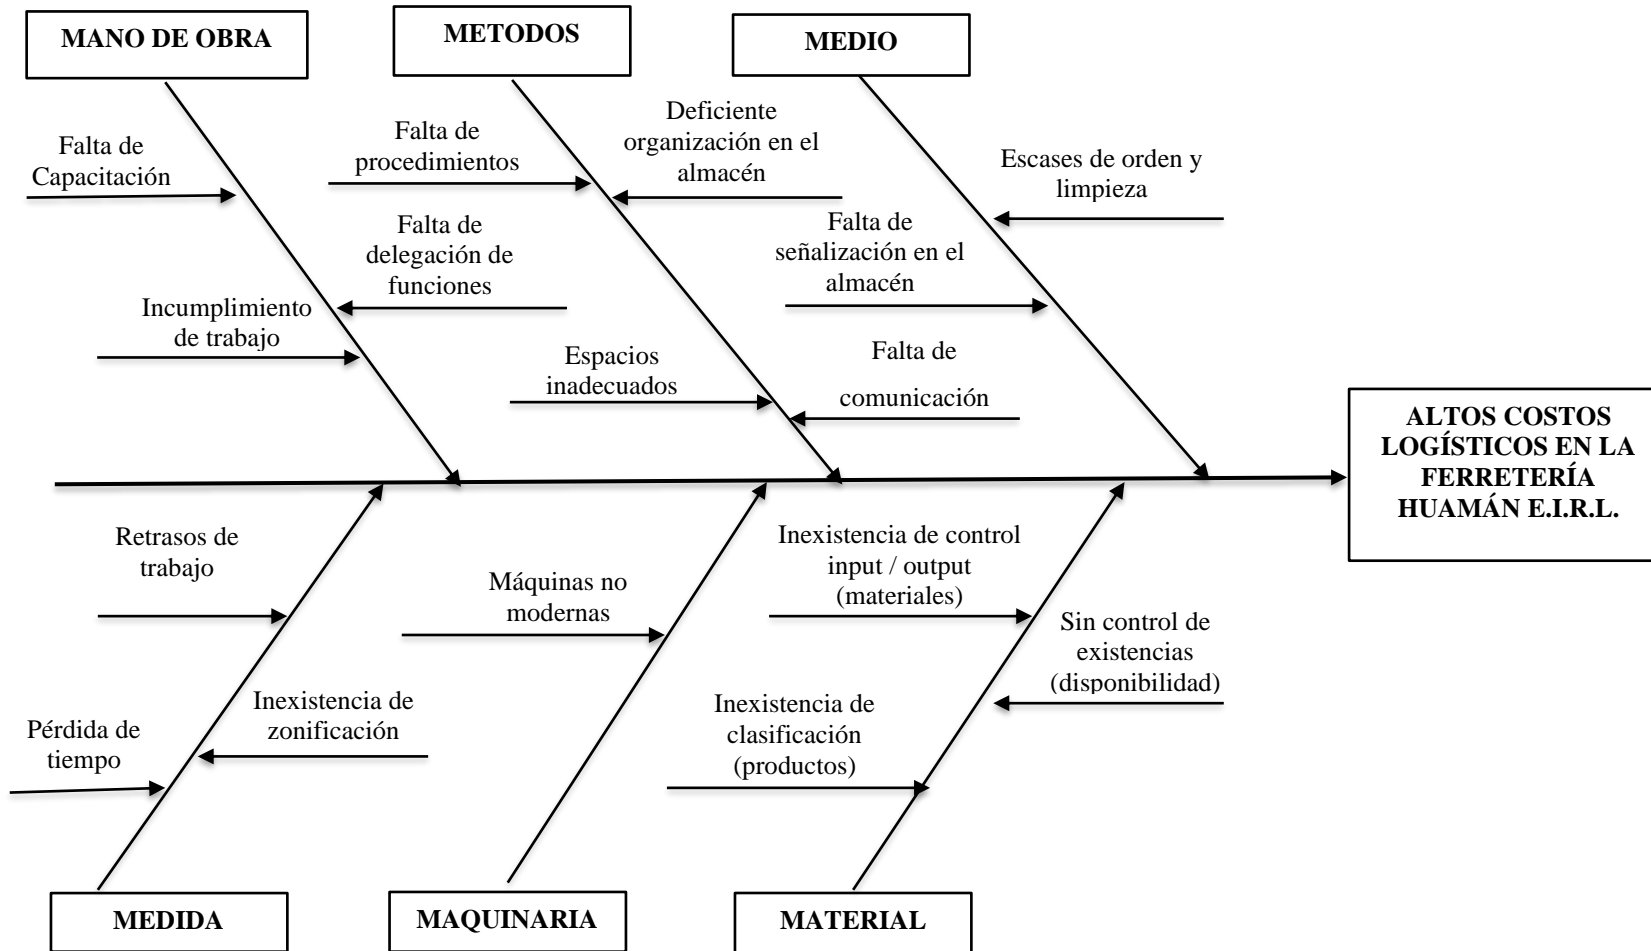 MANO DE OBRA
METODOS
MEDIO
Falta de
Capacitación
Falta de
procedimientos
Deficiente
organización en el
almacén
Escases de orden y
limpieza
Falta de
delegación de
funciones
Falta de
señalización en el
almacén
Incumplimiento
de trabajo
Espacios
inadecuados
Falta de
comunicación
ALTOS COSTOS
LOGÍSTICOS EN LA
FERRETERÍA
HUAMÁN E.I.R.L.
Retrasos de
trabajo
Máquinas no
modernas
Inexistencia de control
input / output
(materiales)
Sin control de
existencias
(disponibilidad)
Pérdida de
tiempo
Inexistencia de
zonificación
Inexistencia de
clasificación
(productos)
MEDIDA
MAQUINARIA
MATERIAL